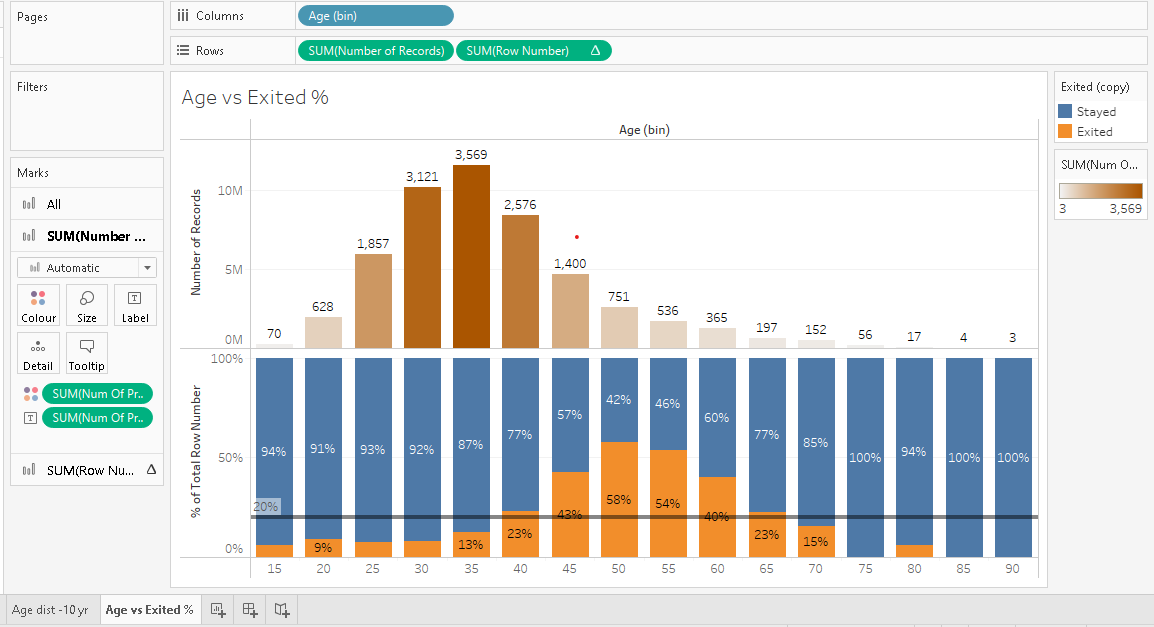 Pages
Columns
Age (bin)
Rows
SUM(Number of Records)
SUM(Row Number) Δ
Filters
Marks
All
SUM(Number ...
Automatic
Colour
Size
Label
Detail
Tooltip
SUM(Num Of Pr..
SUM(Num Of Pr..
SUM(Row Nu... Δ
Age vs Exited %
Age (bin)
Number of Records
10M
5M
0M
70
628
1,857
3,121
3,569
2,576
1,400
751
536
365
197
152
56
17
4
3
% of Total Row Number
100%
50%
0%
20%
94%
91%
93%
92%
87%
77%
57%
42%
46%
60%
77%
85%
100%
94%
100%
100%
9%
13%
23%
43%
58%
54%
40%
23%
15%
15 20 25 30 35 40 45 50 55 60 65 70 75 80 85 90
Exited (copy)
Stayed
Exited
SUM(Num O...
3 3,569
Age dist -10 yr
Age vs Exited %